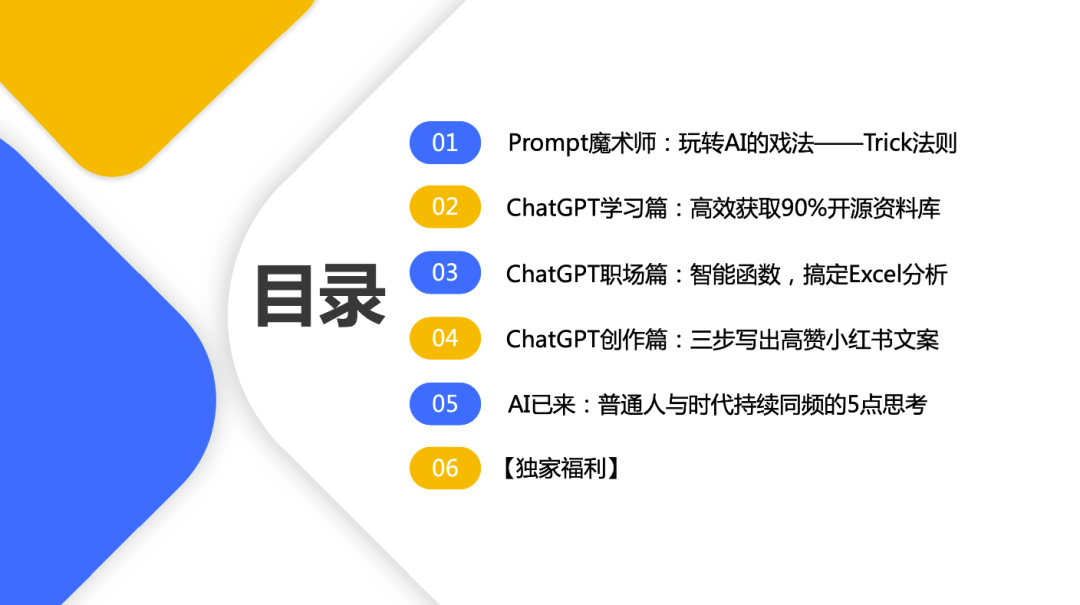 目录
01 Prompt魔术师：玩转AI的戏法——Trick法则
02 ChatGPT学习篇：高效获取90%开源资料库
03 ChatGPT职场篇：智能函数，搞定Excel分析
04 ChatGPT创作篇：三步写出高赞小红书文案
05 AI已来：普通人与时代持续同频的5点思考
06 【独家福利】